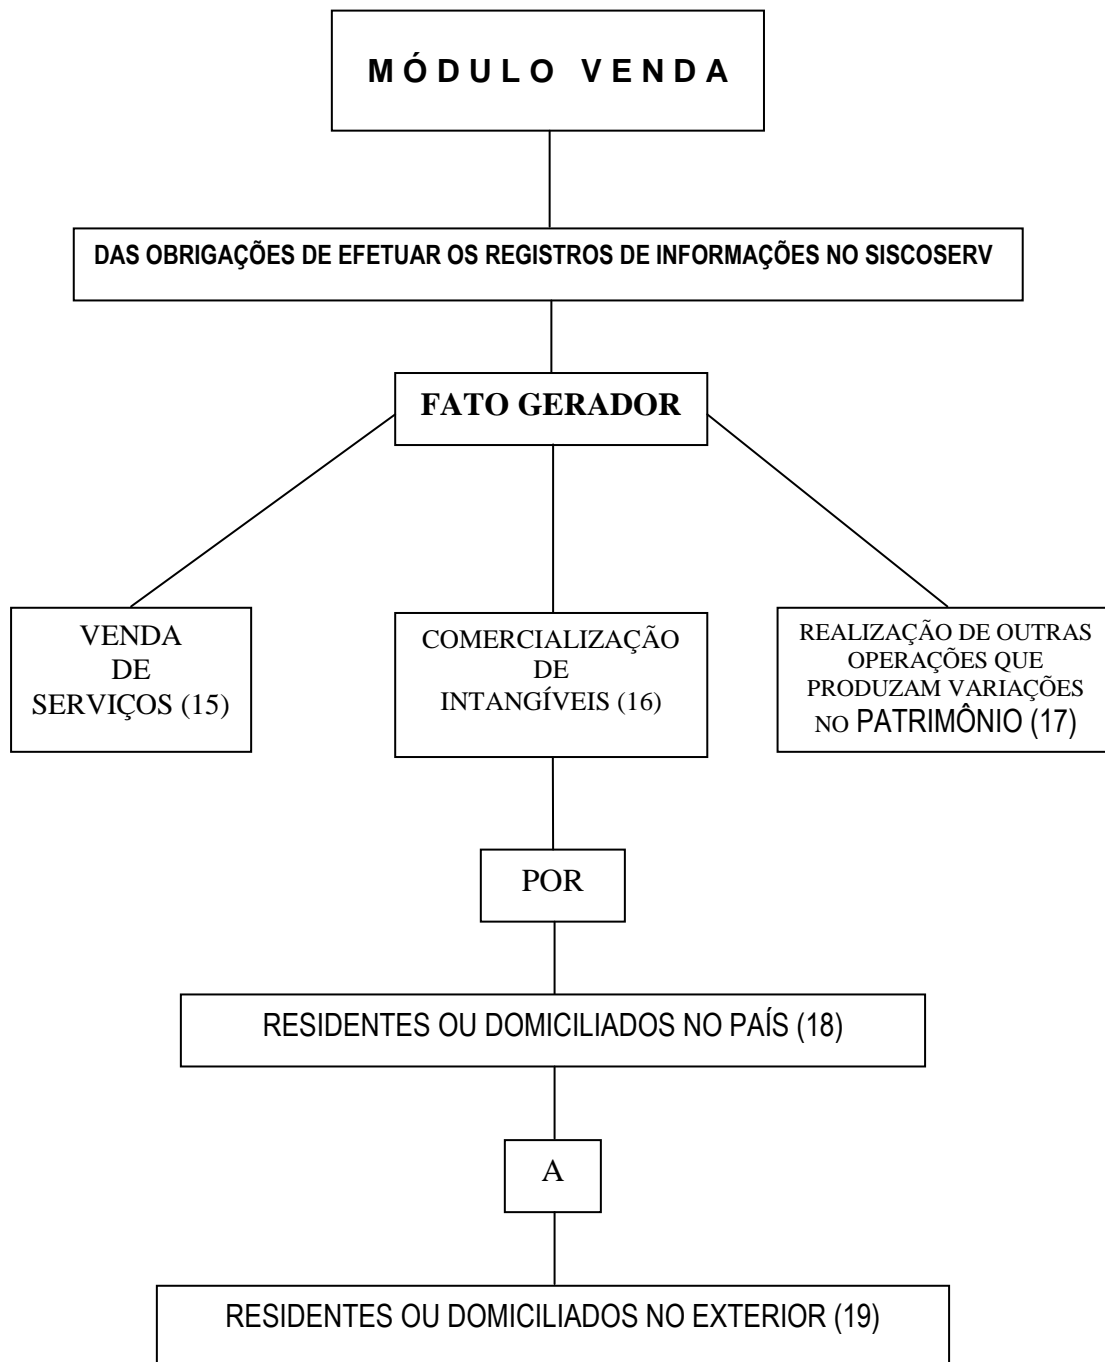 MÓDULO VENDA
DAS OBRIGAÇÕES DE EFETUAR OS REGISTROS DE INFORMAÇÕES NO SISCOSERV
FATO GERADOR
VENDA
DE
SERVIÇOS (15)
COMERCIALIZAÇÃO
DE
INTANGÍVEIS (16)
REALIZAÇÃO DE OUTRAS
OPERAÇÕES QUE
PRODUZAM VARIAÇÕES
NO PATRIMÔNIO (17)
POR
RESIDENTES OU DOMICILIADOS NO PAÍS (18)
A
RESIDENTES OU DOMICILIADOS NO EXTERIOR (19)